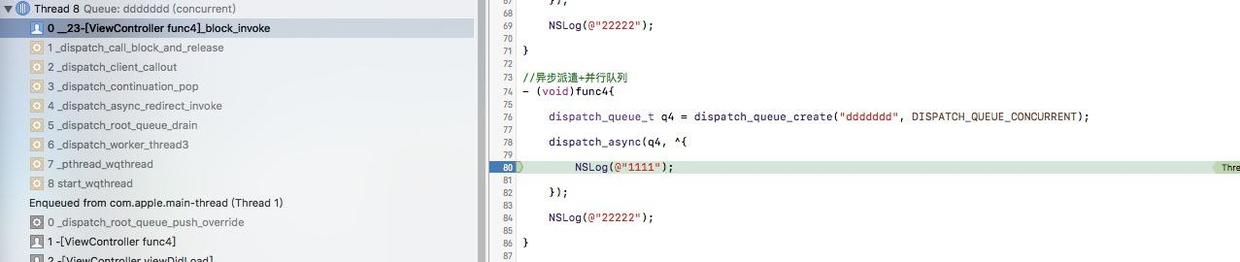 Thread 8 Queue: ddddddd (concurrent)
0 __23-[ViewController func4]_block_invoke
1 _dispatch_call_block_and_release
2 _dispatch_client_callout
3 _dispatch_continuation_pop
4 _dispatch_async_redirect_invoke
5 _dispatch_root_queue_drain
6 _dispatch_worker_thread3
7 _pthread_wqthread
8 start_wqthread
Enqueued from com.apple.main-thread (Thread 1)
0 _dispatch_root_queue_push_override
1 -[ViewController func4]
2 -[ViewController viewDidLoad]
67 });
68
69 NSLog(@"22222");
70
71 }
72
73 //异步派遣+并行队列
74 - (void)func4{
75
76 dispatch_queue_t q4 = dispatch_queue_create("ddddddd", DISPATCH_QUEUE_CONCURRENT);
77
78 dispatch_async(q4, ^{
79
80 NSLog(@"1111"); Thre
81
82 });
83
84 NSLog(@"22222");
85
86 }
87